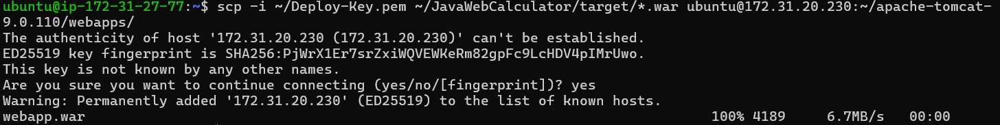 ubuntu@ip-172-31-27-77:~$ scp -i ~/Deploy-Key.pem ~/JavaWebCalculator/target/*.war ubuntu@172.31.20.230:~/apache-tomcat-
9.0.110/webapps/
The authenticity of host '172.31.20.230 (172.31.20.230)' can't be established.
ED25519 key fingerprint is SHA256:PjWrX1Er7srZxiWQVEWKeRm82gpFc9LcHDV4pIMrUwo.
This key is not known by any other names.
Are you sure you want to continue connecting (yes/no/[fingerprint])? yes
Warning: Permanently added '172.31.20.230' (ED25519) to the list of known hosts.
webapp.war 100% 4189 6.7MB/s 00:00